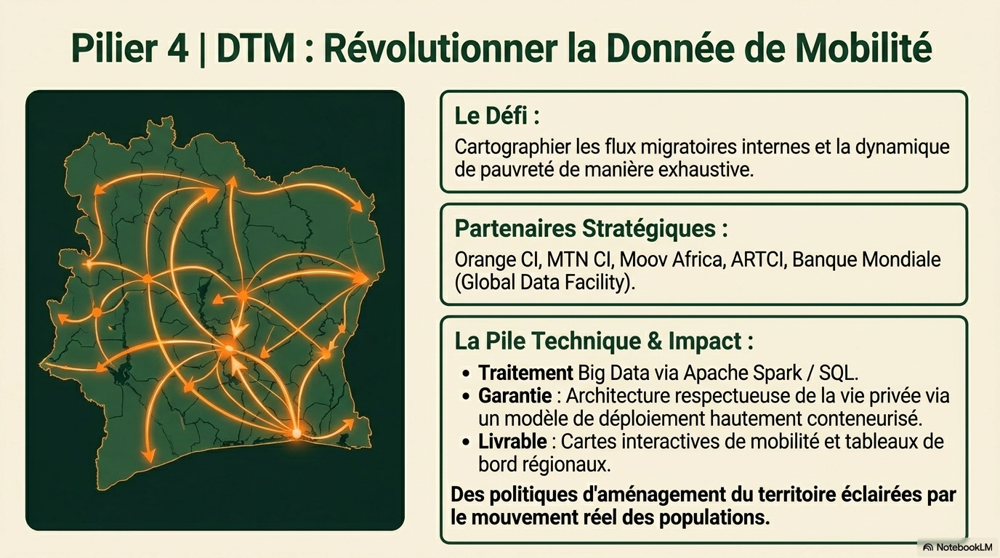 Pilier 4 | DTM : Révolutionner la Donnée de Mobilité
Le Défi :
Cartographier les flux migratoires internes et la dynamique
de pauvreté de manière exhaustive.
Partenaires Stratégiques :
Orange CI, MTN CI, Moov Africa, ARTCI, Banque Mondiale
(Global Data Facility).
La Pile Technique & Impact :
• Traitement Big Data via Apache Spark / SQL.
• Garantie : Architecture respectueuse de la vie privée via
un modèle de déploiement hautement conteneurisé.
• Livrable : Cartes interactives de mobilité et tableaux de
bord régionaux.
Des politiques d'aménagement du territoire éclairées par
le mouvement réel des populations.
NotebookLM